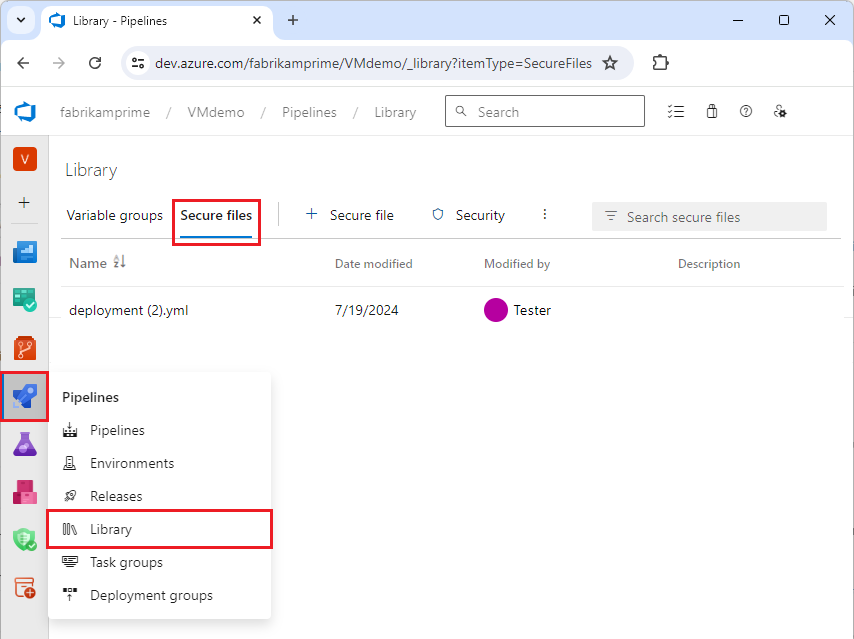 Library - Pipelines
dev.azure.com/fabrikamprime/VMdemo/_library?itemType=SecureFiles
fabrikamprime / VMdemo / Pipelines / Library Search
V
Library
Variable groups Secure files + Secure file Security Search secure files
Name Date modified Modified by Description
deployment (2).yml 7/19/2024 Tester
Pipelines
Pipelines
Environments
Releases
Library
Task groups
Deployment groups